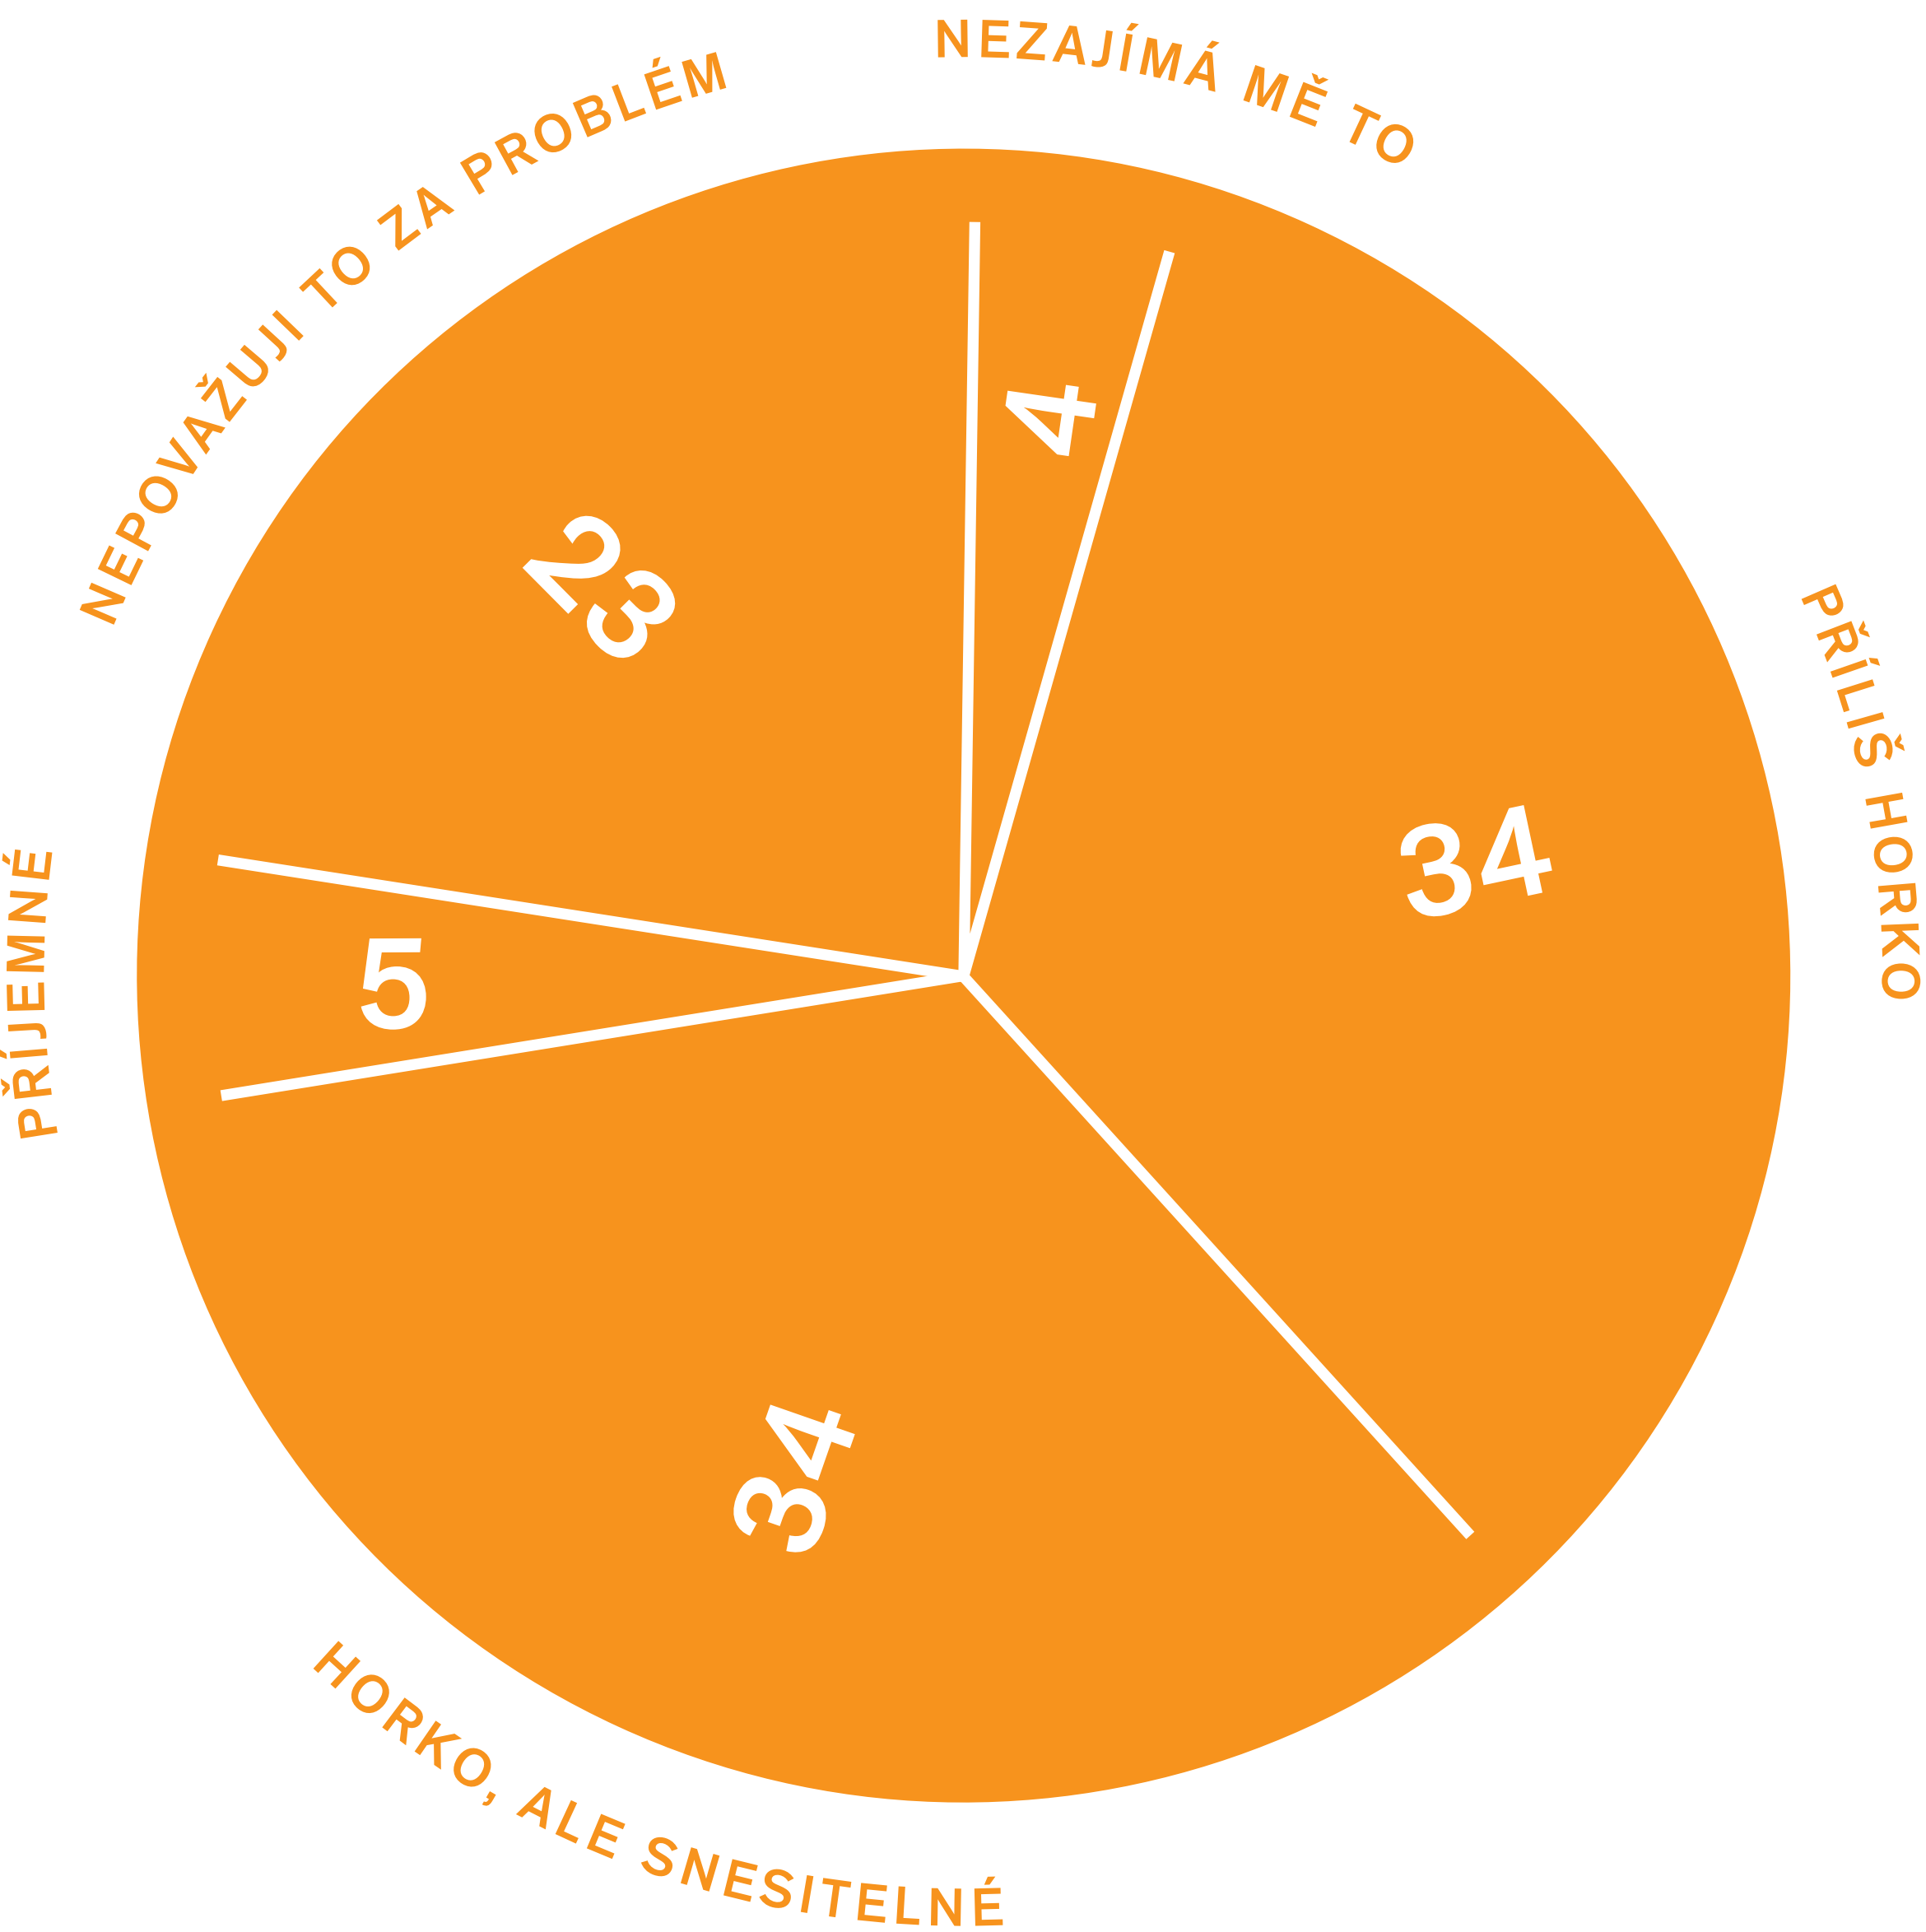 NEZAJÍMÁ MĚ TO
4
PŘÍLIŠ HORKO
34
HORKO, ALE SNESITELNÉ
34
PŘÍJEMNÉ
5
NEPOVAŽUJI TO ZA PROBLÉM
23